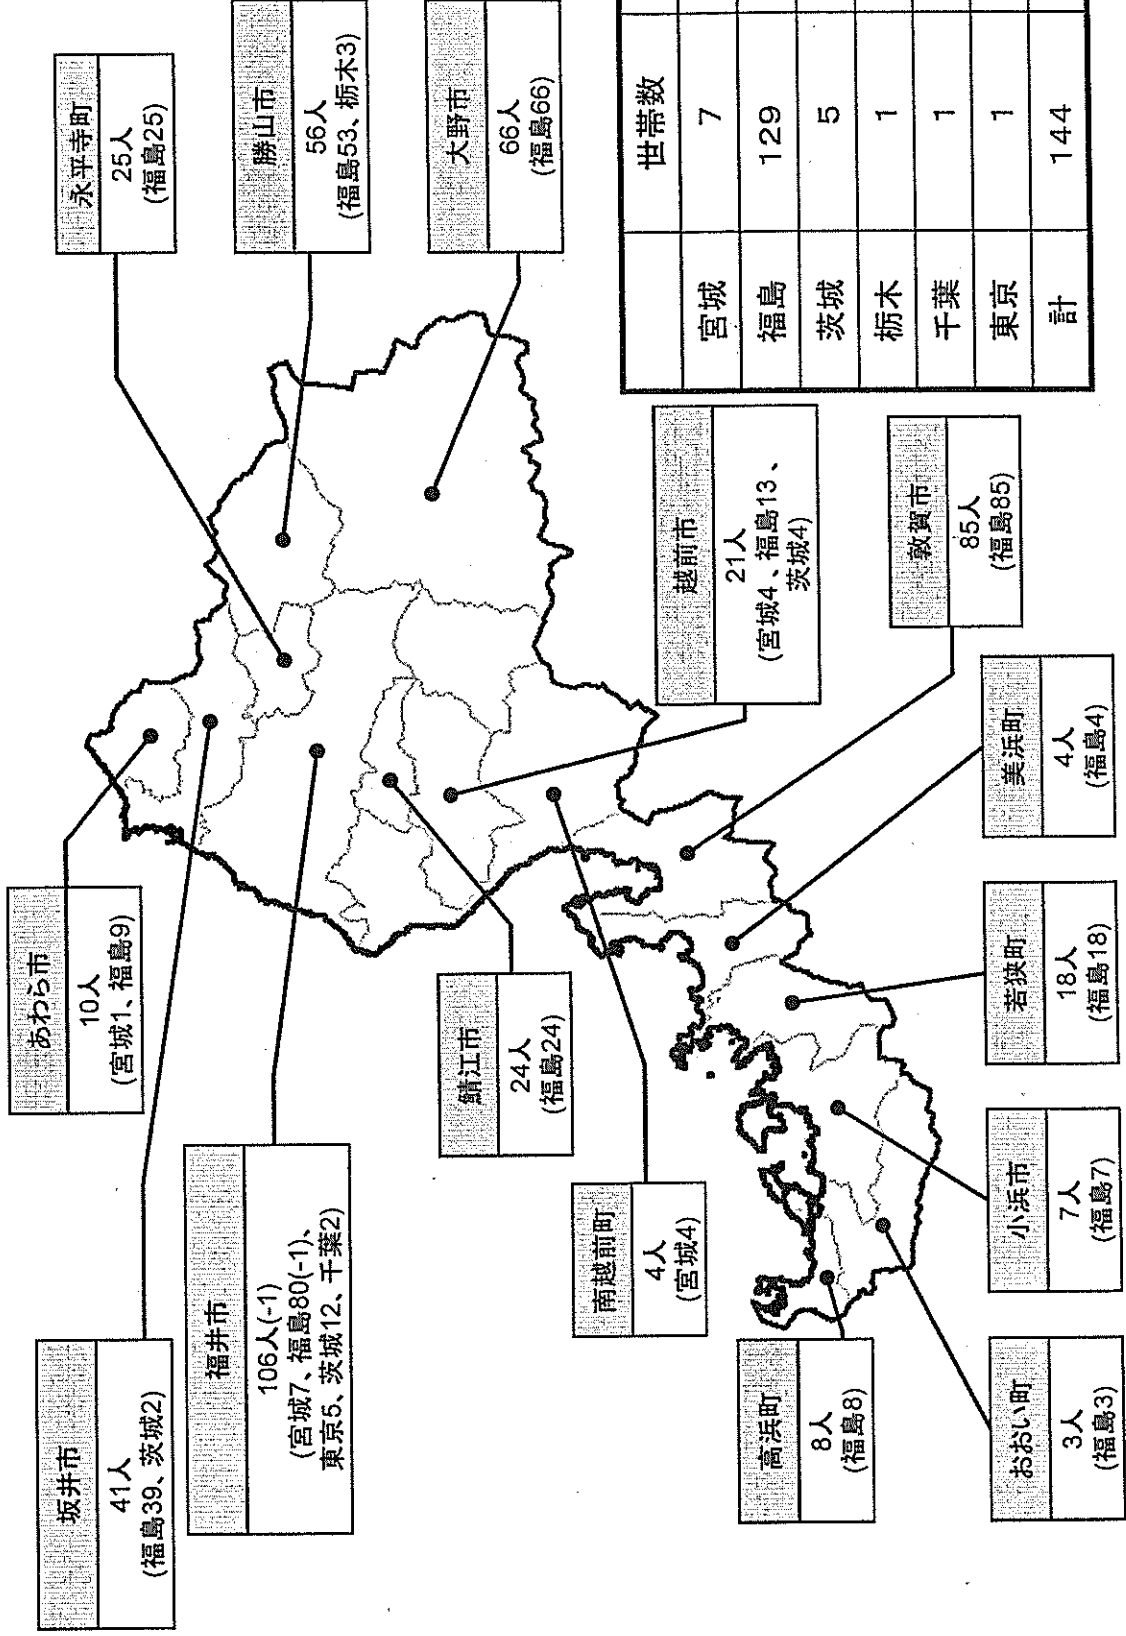 坂井市
41人
(福島39、茨城2)
あわら市
10人
(宮城1、福島9)
永平寺町
25人
(福島25)
福井市
106人(-1)
(宮城7、福島80(-1)、
東京5、茨城12、千葉2)
勝山市
56人
(福島53、栃木3)
鯖江市
24人
(福島24)
大野市
66人
(福島66)
南越前町
4人
(宮城4)
越前市
21人
(宮城4、福島13、
茨城4)
高浜町
8人
(福島8)
敦賀市
85人
(福島85)
おおい町
3人
(福島3)
小浜市
7人
(福島7)
若狭町
18人
(福島18)
美浜町
4人
(福島4)
世帯数
宮城 7
福島 129
茨城 5
栃木 1
千葉 1
東京 1
計 144